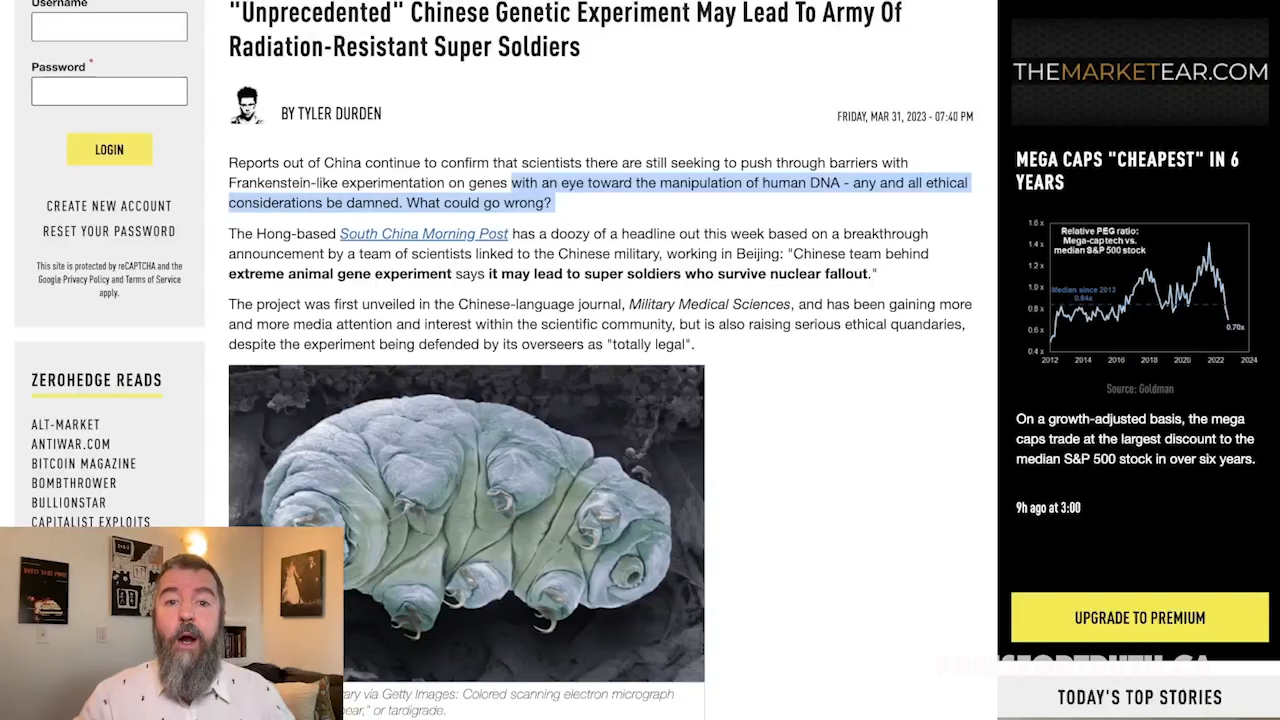 Username
Password *
LOGIN
CREATE NEW ACCOUNT
RESET YOUR PASSWORD
This site is protected by reCAPTCHA and the
Google Privacy Policy and Terms of Service
apply.
ZEROHEDGE READS
ALT-MARKET
ANTIWAR.COM
BITCOIN MAGAZINE
BOMBTHROWER
BULLIONSTAR
CAPITALIST EXPLOITS
"Unprecedented" Chinese Genetic Experiment May Lead To Army Of
Radiation-Resistant Super Soldiers
BY TYLER DURDEN
FRIDAY, MAR 31, 2023 - 07:40 PM
Reports out of China continue to confirm that scientists there are still seeking to push through barriers with
Frankenstein-like experimentation on genes with an eye toward the manipulation of human DNA - any and all ethical
considerations be damned. What could go wrong?
The Hong-based South China Morning Post has a doozy of a headline out this week based on a breakthrough
announcement by a team of scientists linked to the Chinese military, working in Beijing: "Chinese team behind
extreme animal gene experiment says it may lead to super soldiers who survive nuclear fallout."
The project was first unveiled in the Chinese-language journal, Military Medical Sciences, and has been gaining more
and more media attention and interest within the scientific community, but is also raising serious ethical quandaries,
despite the experiment being defended by its overseers as "totally legal".
via Getty Images: Colored scanning electron micrograph
or tardigrade.
THEMARKETEAR.COM
MEGA CAPS "CHEAPEST" IN 6
YEARS
Relative PEG ratio:
Mega-cap tech vs.
median S&P 500 stock
Median since 2013
0.84x
1.6 x
1.4 x
1.2 x
1.0 x
0.8 x
0.6 x
0.4 x
0.70x
2012 2014 2016 2018 2020 2022 2024
Source: Goldman
On a growth-adjusted basis, the mega
caps trade at the largest discount to the
median S&P 500 stock in over six years.
9h ago at 3:00
UPGRADE TO PREMIUM
PRESSFORTRUTH.CA
TODAY'S TOP STORIES